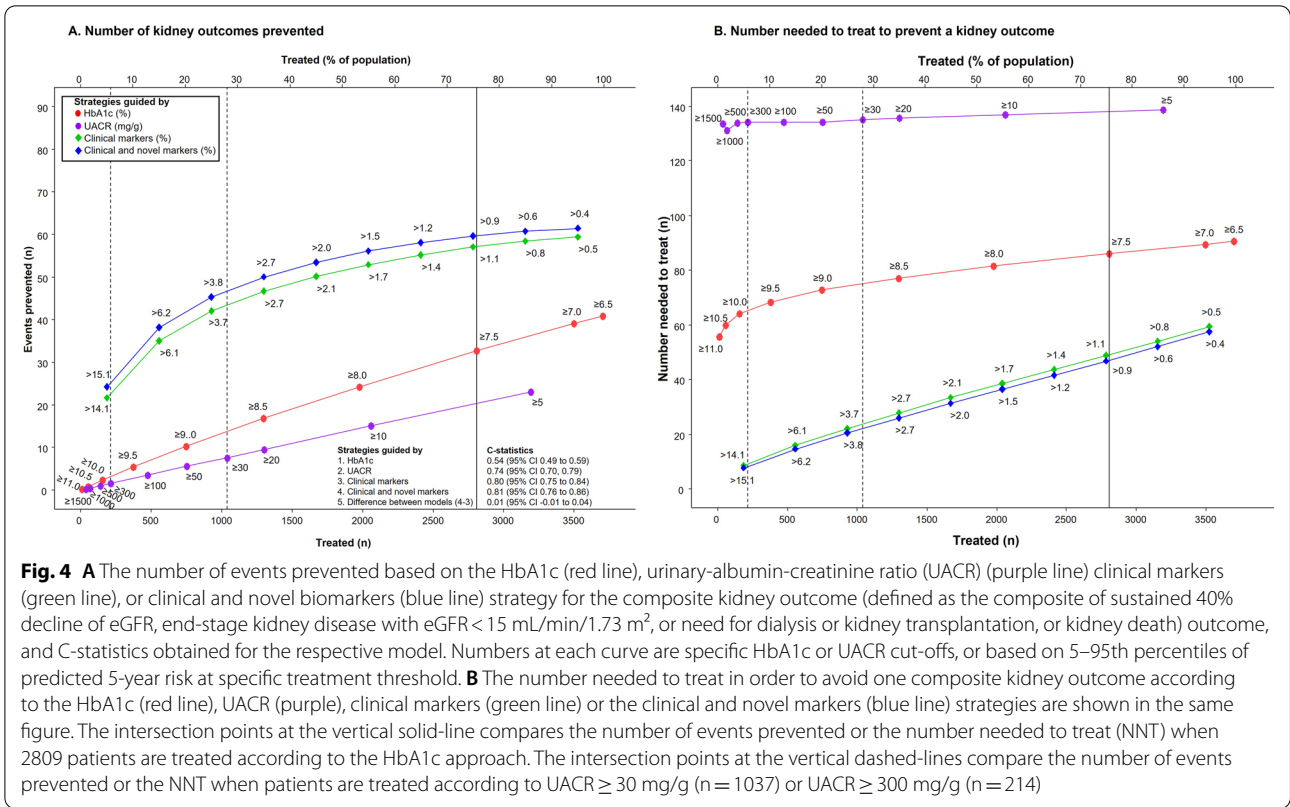 A. Number of kidney outcomes prevented
Treated (% of population)
0 10 20 30 40 50 60 70 80 90 100
Events prevented (n)
90
80
70
60
50
40
30
20
10
0
Strategies guided by
HbA1c (%)
UACR (mg/g)
Clinical markers (%)
Clinical and novel markers (%)
>15.1 >6.2 >3.8 >2.7 >2.0 >1.5 >1.2 >0.9 >0.6 >0.4
>14.1 >6.1 >3.7 >2.7 >2.1 >1.7 >1.4 >1.1 >0.8 >0.5
≥11.0 ≥10.5 ≥10.0 ≥9.5 ≥9..0 ≥8.5 ≥8.0 ≥7.5 ≥7.0 ≥6.5
≥1500 ≥1000 ≥500 ≥300 ≥100 ≥50 ≥30 ≥20 ≥10 ≥5
Strategies guided by C-statistics
1. HbA1c 0.54 (95% CI 0.49 to 0.59)
2. UACR 0.74 (95% CI 0.70, 0.79)
3. Clinical markers 0.80 (95% CI 0.75 to 0.84)
4. Clinical and novel markers 0.81 (95% CI 0.76 to 0.86)
5. Difference between models (4-3) 0.01 (95% CI -0.01 to 0.04)
0 500 1000 1500 2000 2500 3000 3500
Treated (n)
B. Number needed to treat to prevent a kidney outcome
Treated (% of population)
0 10 20 30 40 50 60 70 80 90 100
Number needed to treat (n)
140
120
100
80
60
40
20
0
≥1500 ≥1000 ≥500 ≥300 ≥100 ≥50 ≥30 ≥20 ≥10 ≥5
≥11.0 ≥10.5 ≥10.0 ≥9.5 ≥9.0 ≥8.5 ≥8.0 ≥7.5 ≥7.0 ≥6.5
>14.1 >6.1 >3.7 >2.7 >2.1 >1.7 >1.4 >1.1 >0.8 >0.5
>15.1 >6.2 >3.8 >2.7 >2.0 >1.5 >1.2 >0.9 >0.6 >0.4
0 500 1000 1500 2000 2500 3000 3500
Treated (n)
Fig. 4 A The number of events prevented based on the HbA1c (red line), urinary-albumin-creatinine ratio (UACR) (purple line) clinical markers
(green line), or clinical and novel biomarkers (blue line) strategy for the composite kidney outcome (defined as the composite of sustained 40%
decline of eGFR, end-stage kidney disease with eGFR < 15 mL/min/1.73 m², or need for dialysis or kidney transplantation, or kidney death) outcome,
and C-statistics obtained for the respective model. Numbers at each curve are specific HbA1c or UACR cut-offs, or based on 5–95th percentiles of
predicted 5-year risk at specific treatment threshold. B The number needed to treat in order to avoid one composite kidney outcome according
to the HbA1c (red line), UACR (purple), clinical markers (green line) or the clinical and novel markers (blue line) strategies are shown in the same
figure. The intersection points at the vertical solid-line compares the number of events prevented or the number needed to treat (NNT) when
2809 patients are treated according to the HbA1c approach. The intersection points at the vertical dashed-lines compare the number of events
prevented or the NNT when patients are treated according to UACR ≥ 30 mg/g (n = 1037) or UACR ≥ 300 mg/g (n = 214)